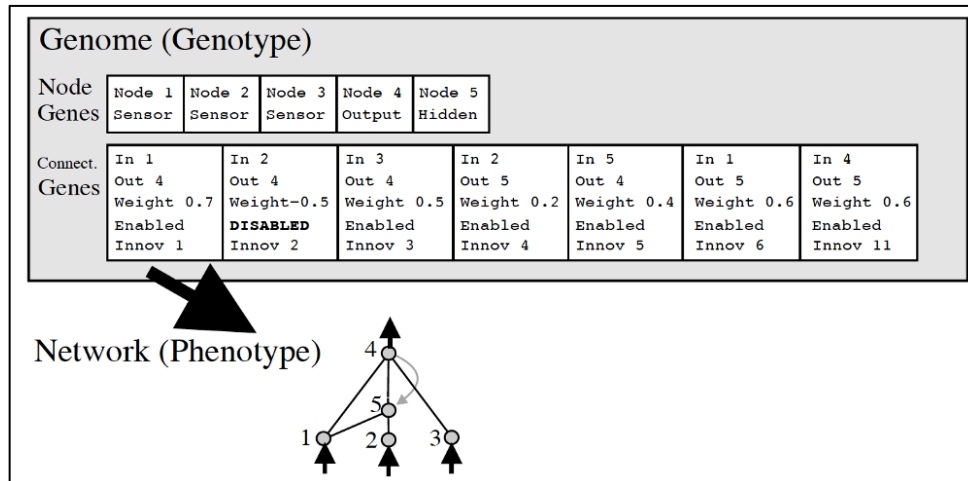 Genome (Genotype)
Node Genes
Node 1 Node 2 Node 3 Node 4 Node 5
Sensor Sensor Sensor Output Hidden
Connect. Genes
In 1 In 2 In 3 In 2 In 5 In 1 In 4
Out 4 Out 4 Out 4 Out 5 Out 4 Out 5 Out 5
Weight 0.7 Weight-0.5 Weight 0.5 Weight 0.2 Weight 0.4 Weight 0.6 Weight 0.6
Enabled DISABLED Enabled Enabled Enabled Enabled Enabled
Innov 1 Innov 2 Innov 3 Innov 4 Innov 5 Innov 6 Innov 11
Network (Phenotype)
4
5
1 2 3